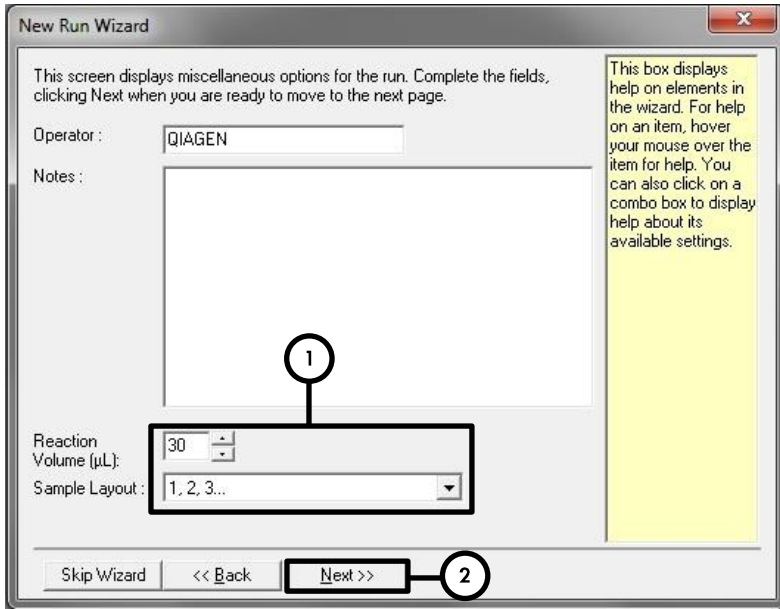 New Run Wizard
This screen displays miscellaneous options for the run. Complete the fields,
clicking Next when you are ready to move to the next page.
Operator :
QIAGEN
Notes :
1
Reaction
Volume (µL):
30
Sample Layout :
1, 2, 3...
Skip Wizard
<< Back
Next >>
2
This box displays
help on elements in
the wizard. For help
on an item, hover
your mouse over the
item for help. You
can also click on a
combo box to display
help about its
available settings.